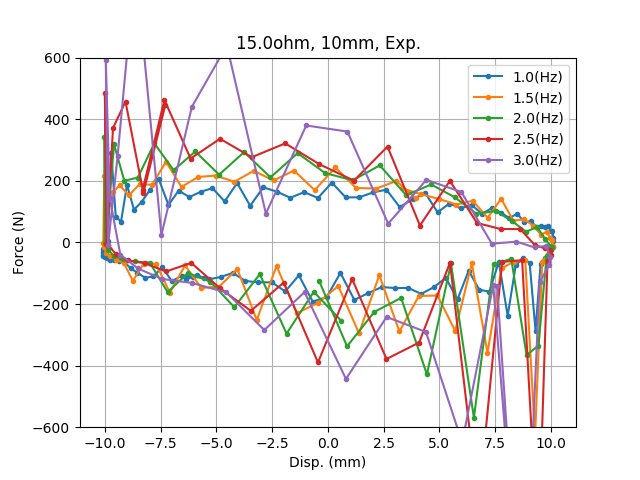 15.0ohm, 10mm, Exp.
1.0(Hz)
1.5(Hz)
2.0(Hz)
2.5(Hz)
3.0(Hz)
Force (N)
600
400
200
0
−200
−400
−600
−10.0 −7.5 −5.0 −2.5 0.0 2.5 5.0 7.5 10.0
Disp. (mm)